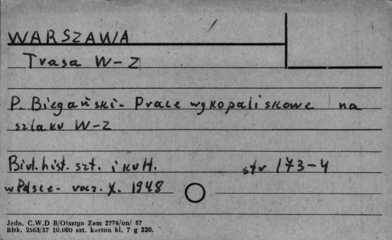 WARSZAWA
Trasa W-Z
P. Biegański- Prace wykopaliskowe na
szlaku W-Z
Biul. hist. szt. i kult. str 173-4
w Polsce- rocz. X. 1948
Jedn. C.W.D B/Olsztyn Zam 2776/on/ 57
Bltk. 2563/57 10.000 szt. karton kl. 7 g 220.